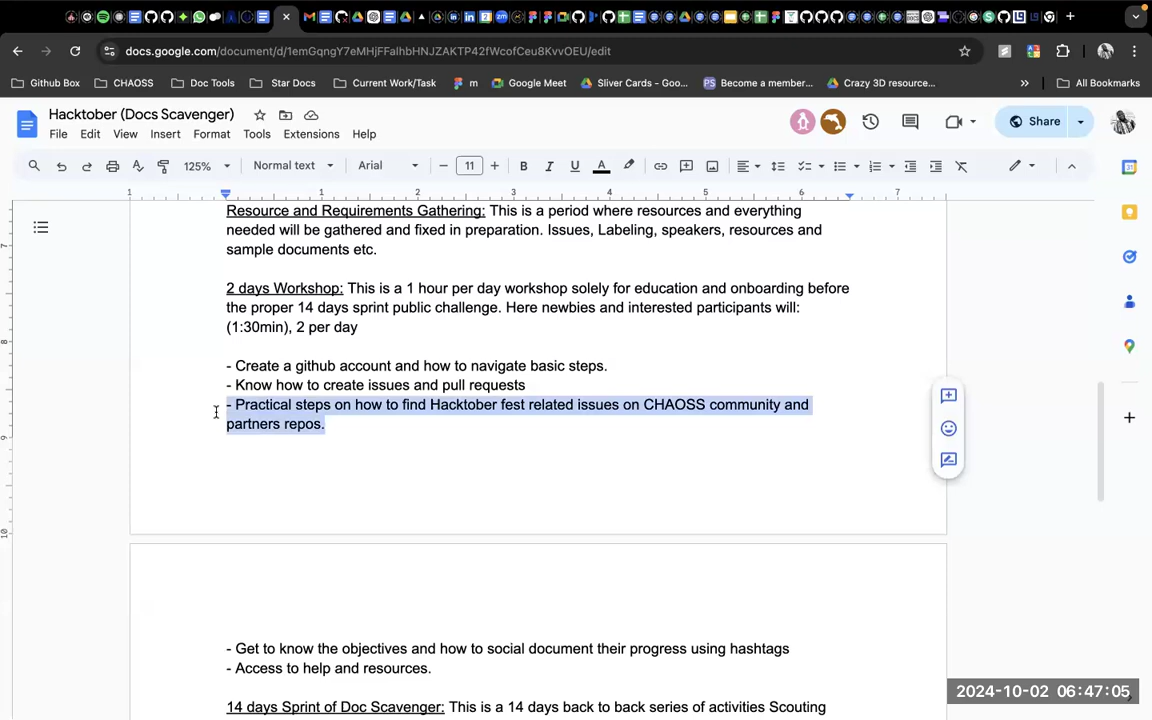 docs.google.com/document/d/1emGqngY7eMHjFFalhbHNJZAKTP42fWcofCeu8KvvOEU/edit
Github Box CHAOSS Doc Tools Star Docs Current Work/Task m Google Meet Sliver Cards - Goo... Become a member... Crazy 3D resource... » All Bookmarks
Hacktober (Docs Scavenger)
File Edit View Insert Format Tools Extensions Help
Share
125% Normal text Arial 11 B I U A
1 1 2 3 4 5 6 7
Resource and Requirements Gathering: This is a period where resources and everything
needed will be gathered and fixed in preparation. Issues, Labeling, speakers, resources and
sample documents etc.
2 days Workshop: This is a 1 hour per day workshop solely for education and onboarding before
the proper 14 days sprint public challenge. Here newbies and interested participants will:
(1:30min), 2 per day
- Create a github account and how to navigate basic steps.
- Know how to create issues and pull requests
- Practical steps on how to find Hacktober fest related issues on CHAOSS community and
partners repos.
- Get to know the objectives and how to social document their progress using hashtags
- Access to help and resources.
14 days Sprint of Doc Scavenger: This is a 14 days back to back series of activities Scouting
2024-10-02 06:47:05